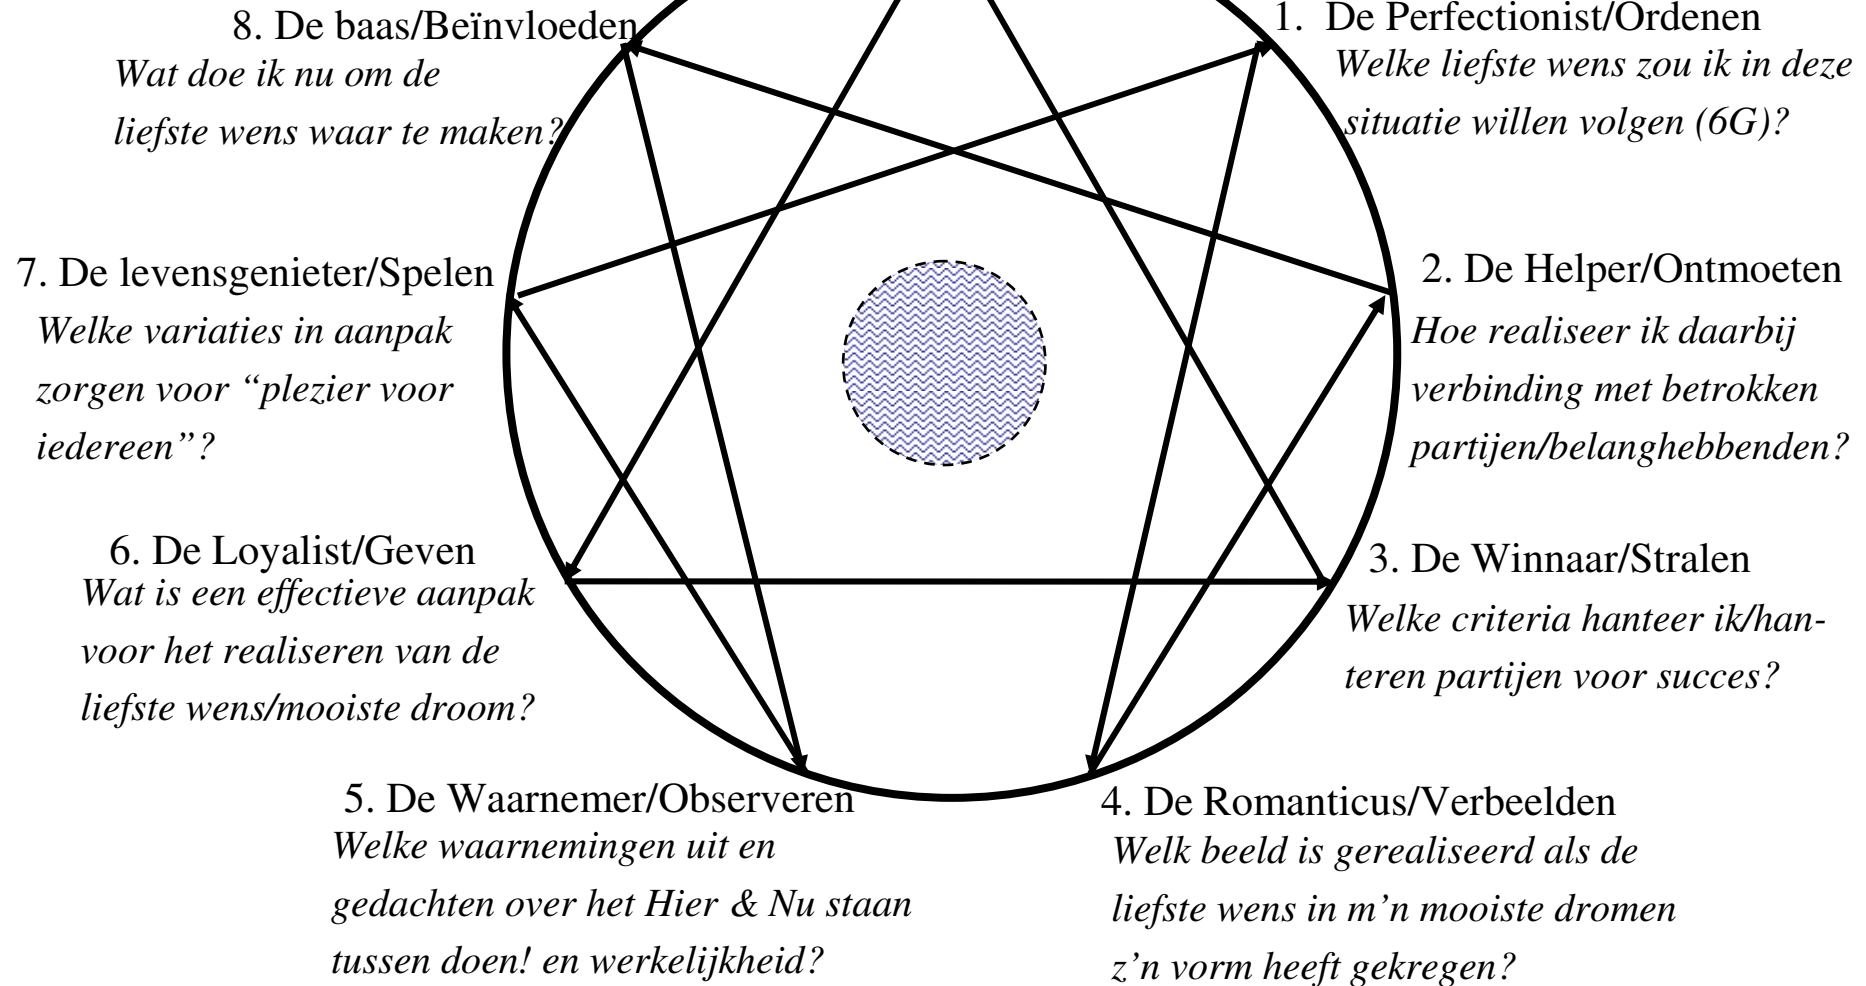 8. De baas/Beïnvloeden
Wat doe ik nu om de
liefste wens waar te maken?
1. De Perfectionist/Ordenen
Welke liefste wens zou ik in deze
situatie willen volgen (6G)?
7. De levensgenieter/Spelen
Welke variaties in aanpak
zorgen voor “plezier voor
iedereen”?
2. De Helper/Ontmoeten
Hoe realiseer ik daarbij
verbinding met betrokken
partijen/belanghebbenden?
6. De Loyalist/Geven
Wat is een effectieve aanpak
voor het realiseren van de
liefste wens/mooiste droom?
3. De Winnaar/Stralen
Welke criteria hanteer ik/han-
teren partijen voor succes?
5. De Waarnemer/Observeren
Welke waarnemingen uit en
gedachten over het Hier & Nu staan
tussen doen! en werkelijkheid?
4. De Romanticus/Verbeelden
Welk beeld is gerealiseerd als de
liefste wens in m’n mooiste dromen
z’n vorm heeft gekregen?